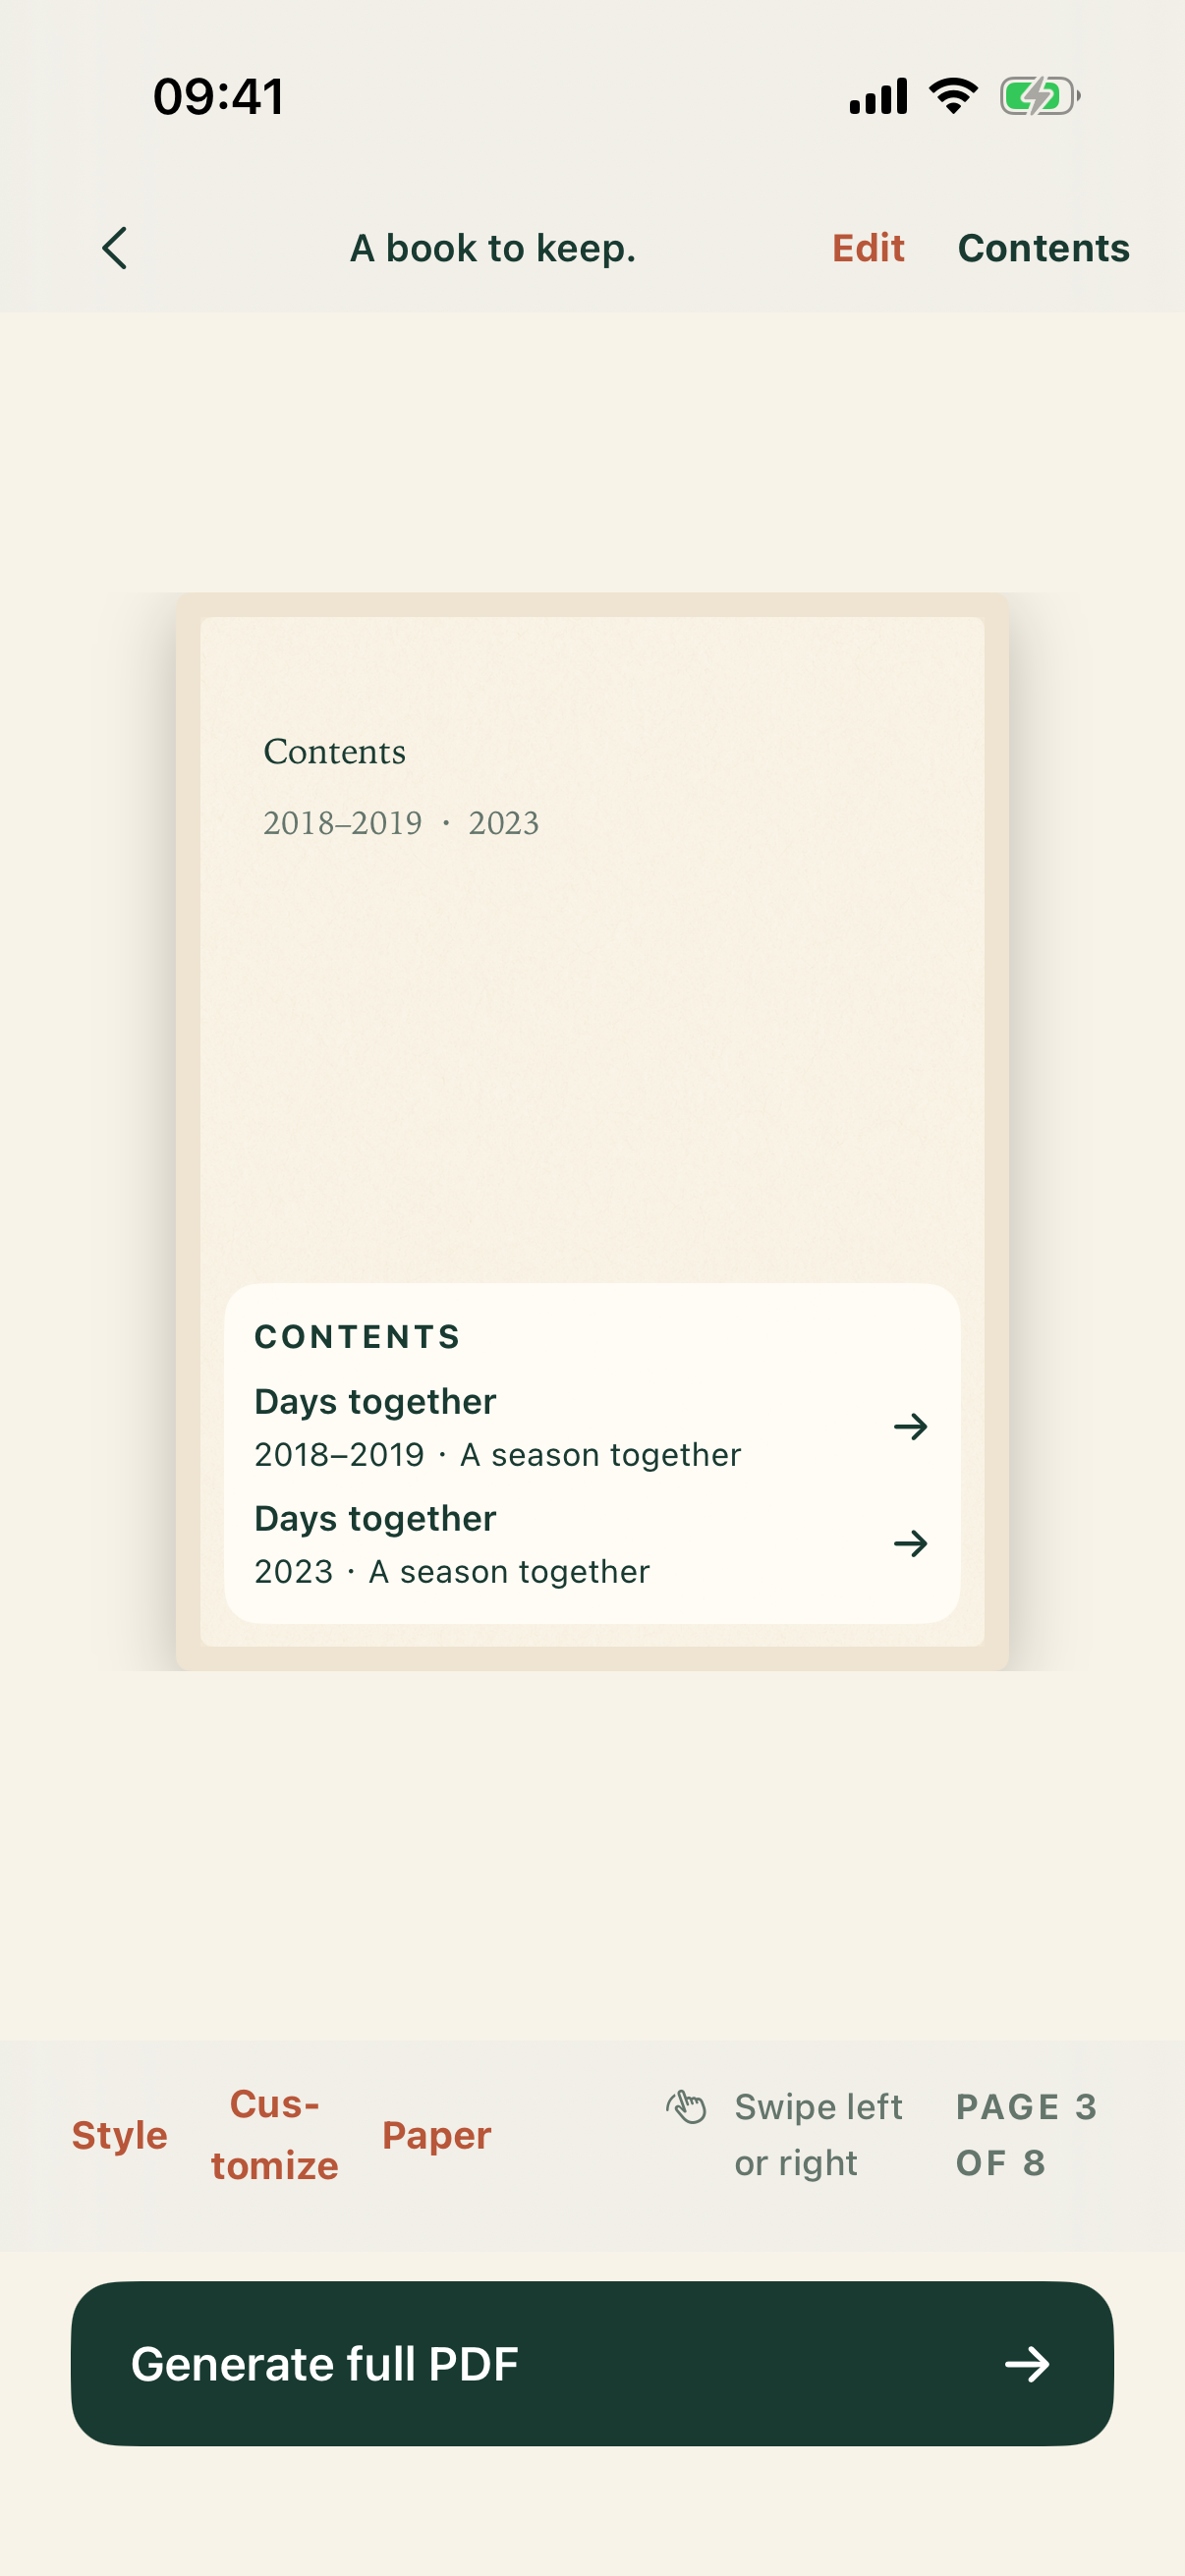 09:41
A book to keep.
Edit
Contents
Contents
2018–2019 · 2023
CONTENTS
Days together
2018–2019 · A season together
Days together
2023 · A season together
Style
Cus-
tomize
Paper
Swipe left
or right
PAGE 3
OF 8
Generate full PDF